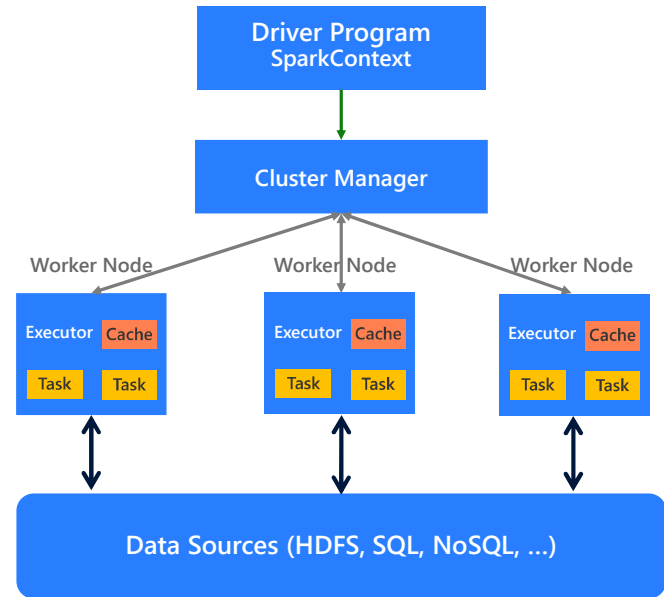 Driver Program
SparkContext
Cluster Manager
Worker Node
Worker Node
Worker Node
Executor
Cache
Task
Task
Executor
Cache
Task
Task
Executor
Cache
Task
Task
Data Sources (HDFS, SQL, NoSQL, ...)